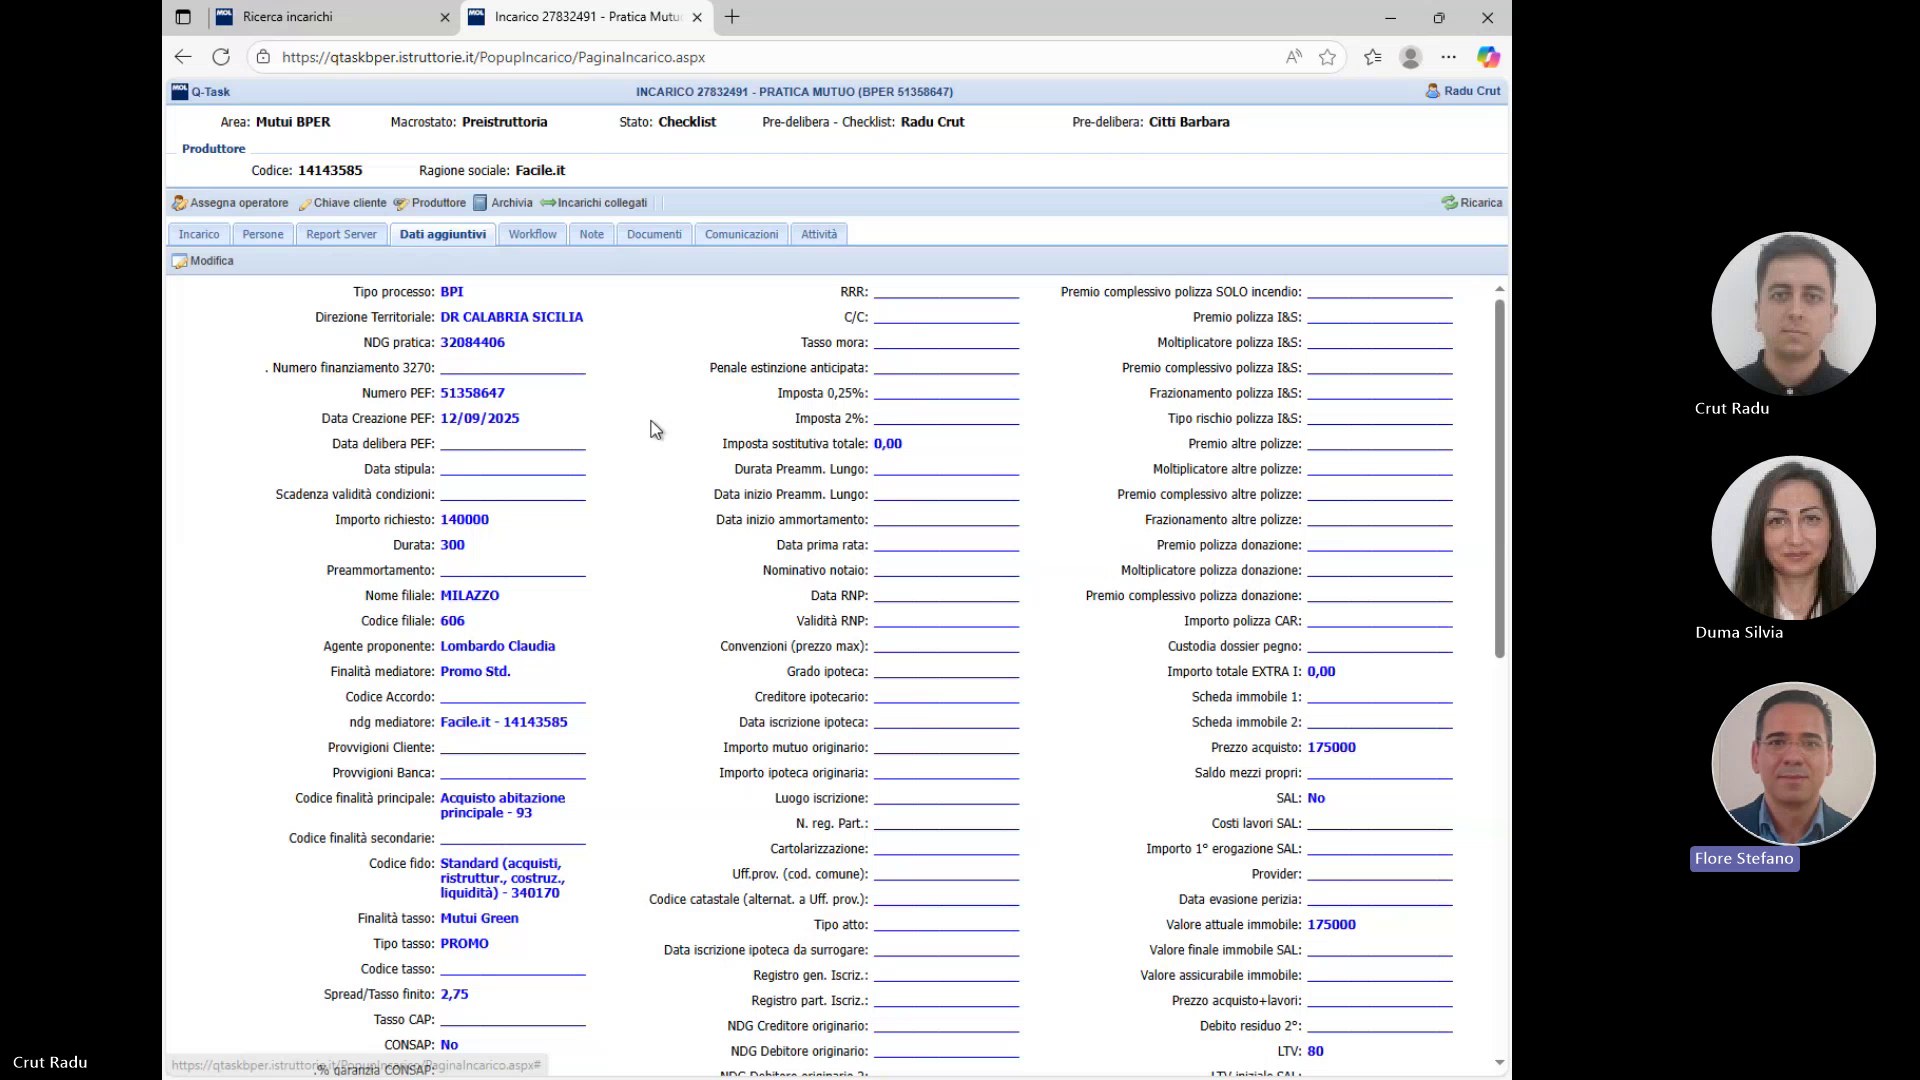 Ricerca incarichi
Incarico 27832491 - Pratica Mutu
https://qtaskbper.istruttorie.it/PopupIncarico/PaginaIncarico.aspx
MOL Q-Task
INCARICO 27832491 - PRATICA MUTUO (BPER 51358647)
Radu Crut
Area: Mutui BPER
Macrostato: Preistruttoria
Stato: Checklist
Pre-delibera - Checklist: Radu Crut
Pre-delibera: Citti Barbara
Produttore
Codice: 14143585
Ragione sociale: Facile.it
Assegna operatore
Chiave cliente
Produttore
Archivia
Incarichi collegati
Ricarica
Incarico
Persone
Report Server
Dati aggiuntivi
Workflow
Note
Documenti
Comunicazioni
Attività
Modifica
Tipo processo: BPI
Direzione Territoriale: DR CALABRIA SICILIA
NDG pratica: 32084406
. Numero finanziamento 3270:
Numero PEF: 51358647
Data Creazione PEF: 12/09/2025
Data delibera PEF:
Data stipula:
Scadenza validità condizioni:
Importo richiesto: 140000
Durata: 300
Preammortamento:
Nome filiale: MILAZZO
Codice filiale: 606
Agente proponente: Lombardo Claudia
Finalità mediatore: Promo Std.
Codice Accordo:
ndg mediatore: Facile.it - 14143585
Provvigioni Cliente:
Provvigioni Banca:
Codice finalità principale: Acquisto abitazione
principale - 93
Codice finalità secondarie:
Codice fido: Standard (acquisti,
ristruttur., costruz.,
liquidità) - 340170
Finalità tasso: Mutui Green
Tipo tasso: PROMO
Codice tasso:
Spread/Tasso finito: 2,75
Tasso CAP:
CONSAP: No
% garanzia CONSAP:
RRR:
C/C:
Tasso mora:
Penale estinzione anticipata:
Imposta 0,25%:
Imposta 2%:
Imposta sostitutiva totale: 0,00
Durata Preamm. Lungo:
Data inizio Preamm. Lungo:
Data inizio ammortamento:
Data prima rata:
Nominativo notaio:
Data RNP:
Validità RNP:
Convenzioni (prezzo max):
Grado ipoteca:
Creditore ipotecario:
Data iscrizione ipoteca:
Importo mutuo originario:
Importo ipoteca originaria:
Luogo iscrizione:
N. reg. Part.:
Cartolarizzazione:
Uff.prov. (cod. comune):
Codice catastale (alternat. a Uff. prov.):
Tipo atto:
Data iscrizione ipoteca da surrogare:
Registro gen. Iscriz.:
Registro part. Iscriz.:
NDG Creditore originario:
NDG Debitore originario:
NDG Debitore originario 2:
Premio complessivo polizza SOLO incendio:
Premio polizza I&S:
Moltiplicatore polizza I&S:
Premio complessivo polizza I&S:
Frazionamento polizza I&S:
Tipo rischio polizza I&S:
Premio altre polizze:
Moltiplicatore altre polizze:
Premio complessivo altre polizze:
Frazionamento altre polizze:
Premio polizza donazione:
Moltiplicatore polizza donazione:
Premio complessivo polizza donazione:
Importo polizza CAR:
Custodia dossier pegno:
Importo totale EXTRA I: 0,00
Scheda immobile 1:
Scheda immobile 2:
Prezzo acquisto: 175000
Saldo mezzi propri:
SAL: No
Costi lavori SAL:
Importo 1° erogazione SAL:
Provider:
Data evasione perizia:
Valore attuale immobile: 175000
Valore finale immobile SAL:
Valore assicurabile immobile:
Prezzo acquisto+lavori:
Debito residuo 2°:
LTV: 80
LTV iniziale SAL:
https://qtaskbper.istruttorie.it/PopupIncarico/PaginaIncarico.aspx#
Crut Radu
Duma Silvia
Flore Stefano
Crut Radu